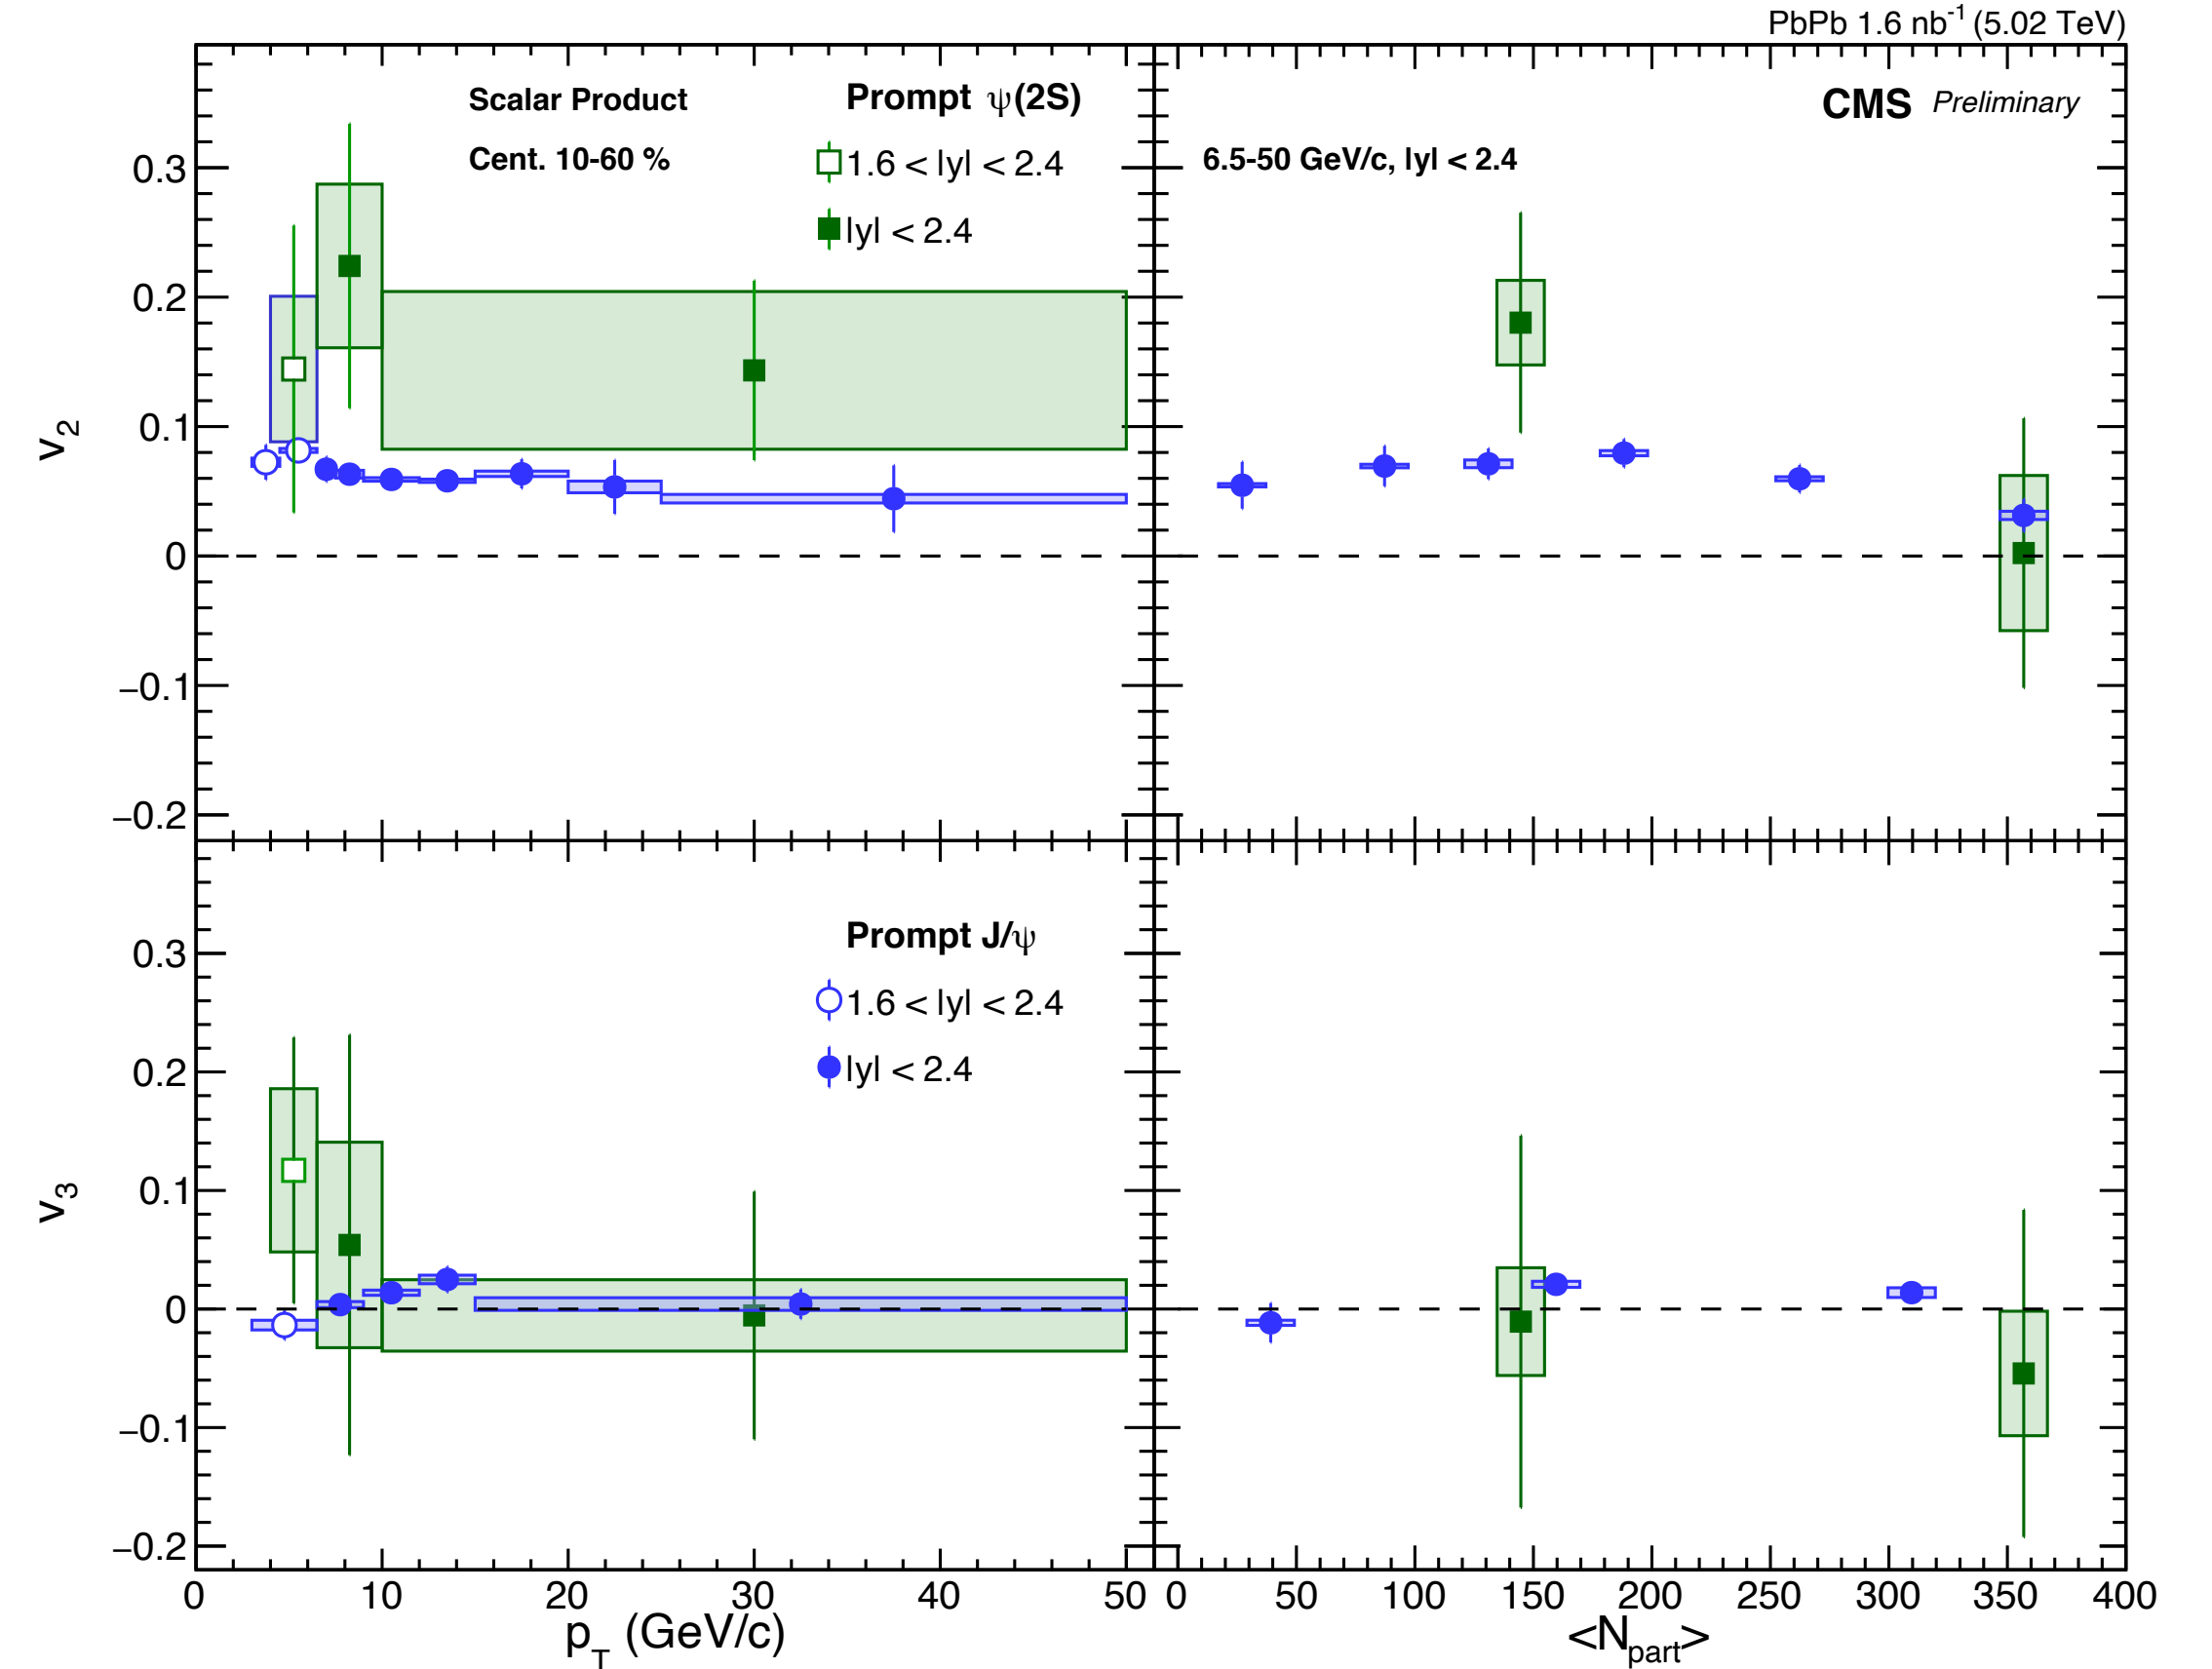 PbPb 1.6 nb⁻¹ (5.02 TeV)
Scalar Product
Cent. 10-60 %
Prompt ψ(2S)
1.6 < |y| < 2.4
|y| < 2.4
CMS Preliminary
6.5-50 GeV/c, |y| < 2.4
0.3
0.2
0.1
0
−0.1
−0.2
v₂
Prompt J/ψ
1.6 < |y| < 2.4
|y| < 2.4
0.3
0.2
0.1
0
−0.1
−0.2
v₃
0 10 20 30 40 50
p_T (GeV/c)
0 50 100 150 200 250 300 350 400
<N_part>